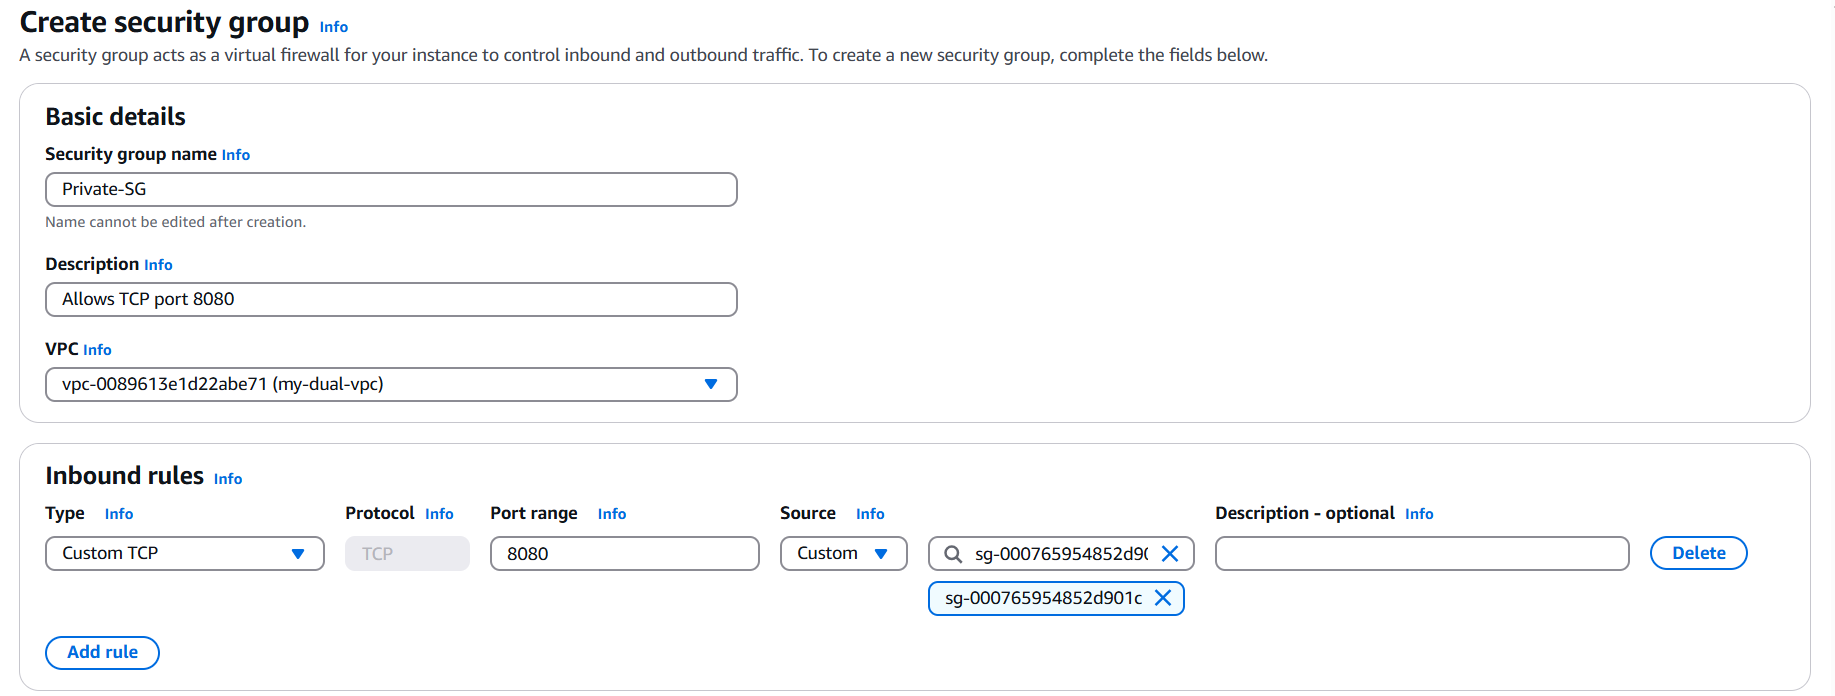 Create security group Info
A security group acts as a virtual firewall for your instance to control inbound and outbound traffic. To create a new security group, complete the fields below.
Basic details
Security group name Info
Private-SG
Name cannot be edited after creation.
Description Info
Allows TCP port 8080
VPC Info
vpc-0089613e1d22abe71 (my-dual-vpc)
Inbound rules Info
Type Info Protocol Info Port range Info Source Info Description - optional Info
Custom TCP TCP 8080 Custom sg-000765954852d90 Delete
sg-000765954852d901c
Add rule